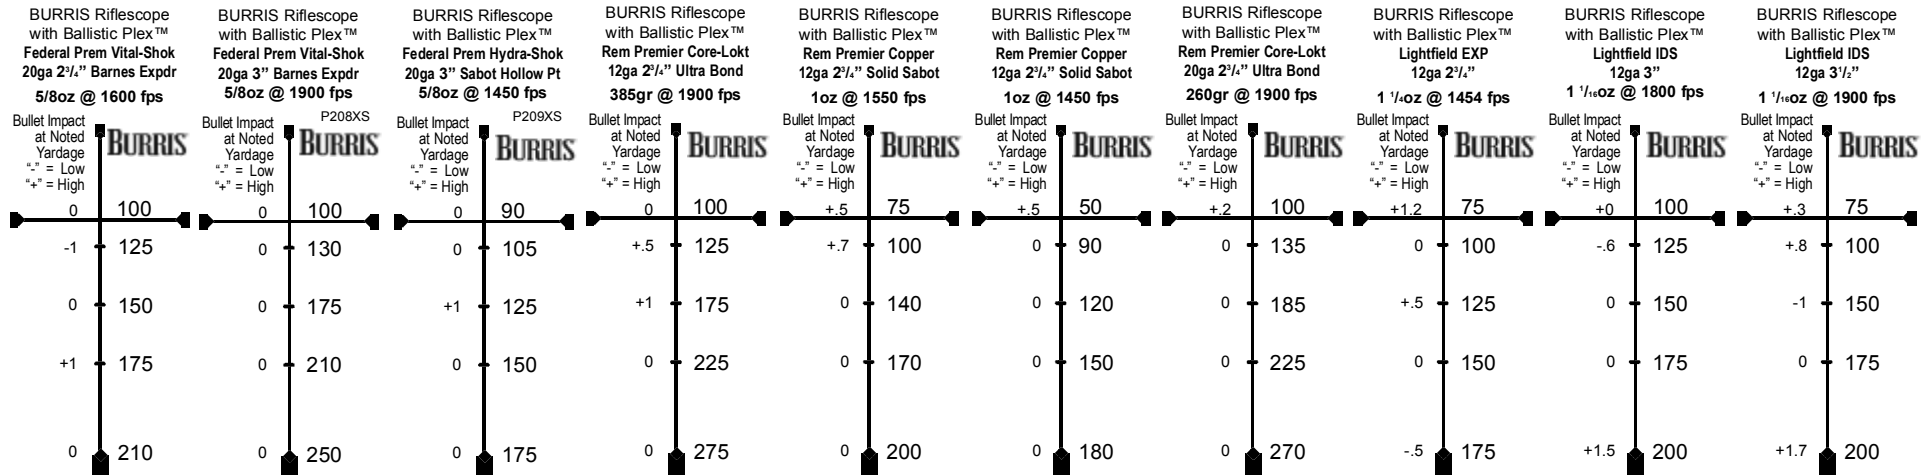 BURRIS Riflescope
with Ballistic Plex™
Federal Prem Vital-Shok
20ga 2³/₄” Barnes Expdr
5/8oz @ 1600 fps
Bullet Impact
at Noted
Yardage
“-” = Low
“+” = High
BURRIS
0 100
-1 125
0 150
+1 175
0 210
BURRIS Riflescope
with Ballistic Plex™
Federal Prem Vital-Shok
20ga 3” Barnes Expdr
5/8oz @ 1900 fps
P208XS
Bullet Impact
at Noted
Yardage
“-” = Low
“+” = High
BURRIS
0 100
0 130
0 175
0 210
0 250
BURRIS Riflescope
with Ballistic Plex™
Federal Prem Hydra-Shok
20ga 3” Sabot Hollow Pt
5/8oz @ 1450 fps
P209XS
Bullet Impact
at Noted
Yardage
“-” = Low
“+” = High
BURRIS
0 90
0 105
+1 125
0 150
0 175
BURRIS Riflescope
with Ballistic Plex™
Rem Premier Core-Lokt
12ga 2³/₄” Ultra Bond
385gr @ 1900 fps
Bullet Impact
at Noted
Yardage
“-” = Low
“+” = High
BURRIS
0 100
+.5 125
+1 175
0 225
0 275
BURRIS Riflescope
with Ballistic Plex™
Rem Premier Copper
12ga 2³/₄” Solid Sabot
1oz @ 1550 fps
Bullet Impact
at Noted
Yardage
“-” = Low
“+” = High
BURRIS
+.5 75
+.7 100
0 140
0 170
0 200
BURRIS Riflescope
with Ballistic Plex™
Rem Premier Copper
12ga 2³/₄” Solid Sabot
1oz @ 1450 fps
Bullet Impact
at Noted
Yardage
“-” = Low
“+” = High
BURRIS
+.5 50
0 90
0 120
0 150
0 180
BURRIS Riflescope
with Ballistic Plex™
Rem Premier Core-Lokt
20ga 2³/₄” Ultra Bond
260gr @ 1900 fps
Bullet Impact
at Noted
Yardage
“-” = Low
“+” = High
BURRIS
+.2 100
0 135
0 185
0 225
0 270
BURRIS Riflescope
with Ballistic Plex™
Lightfield EXP
12ga 2³/₄”
1 ¹/₄oz @ 1454 fps
Bullet Impact
at Noted
Yardage
“-” = Low
“+” = High
BURRIS
+1.2 75
0 100
+.5 125
0 150
-.5 175
BURRIS Riflescope
with Ballistic Plex™
Lightfield IDS
12ga 3”
1 ¹/₁₆oz @ 1800 fps
Bullet Impact
at Noted
Yardage
“-” = Low
“+” = High
BURRIS
+0 100
-.6 125
0 150
0 175
+1.5 200
BURRIS Riflescope
with Ballistic Plex™
Lightfield IDS
12ga 3¹/₂”
1 ¹/₁₆oz @ 1900 fps
Bullet Impact
at Noted
Yardage
“-” = Low
“+” = High
BURRIS
+.3 75
+.8 100
-1 150
0 175
+1.7 200